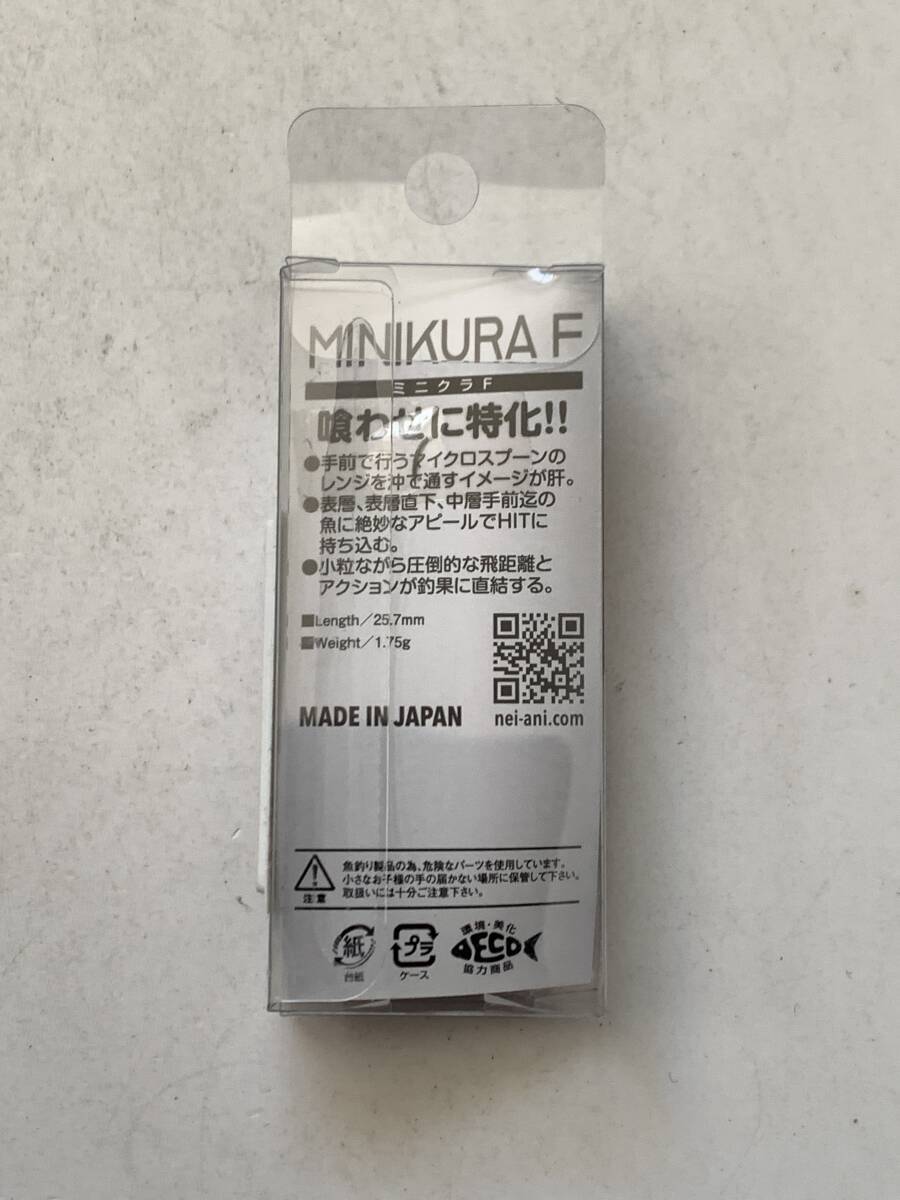 MINIKURA F
ミニクラF
喰わせに特化!!
●手前で行うマイクロスプーンの
レンジを沖で通すイメージが肝。
●表層、表層直下、中層手前迄の
魚に絶妙なアピールでHITに
持ち込む。
●小粒ながら圧倒的な飛距離と
アクションが釣果に直結する。
■Length/25.7mm
■Weight/1.75g
MADE IN JAPAN
nei-ani.com
注意
魚釣り製品の為、危険なパーツを使用しています。
小さなお子様の手の届かない場所に保管して下さい。
取扱いには十分ご注意下さい。
紙
台紙
プラ
ケース
環境・美化
ECO
協力商品